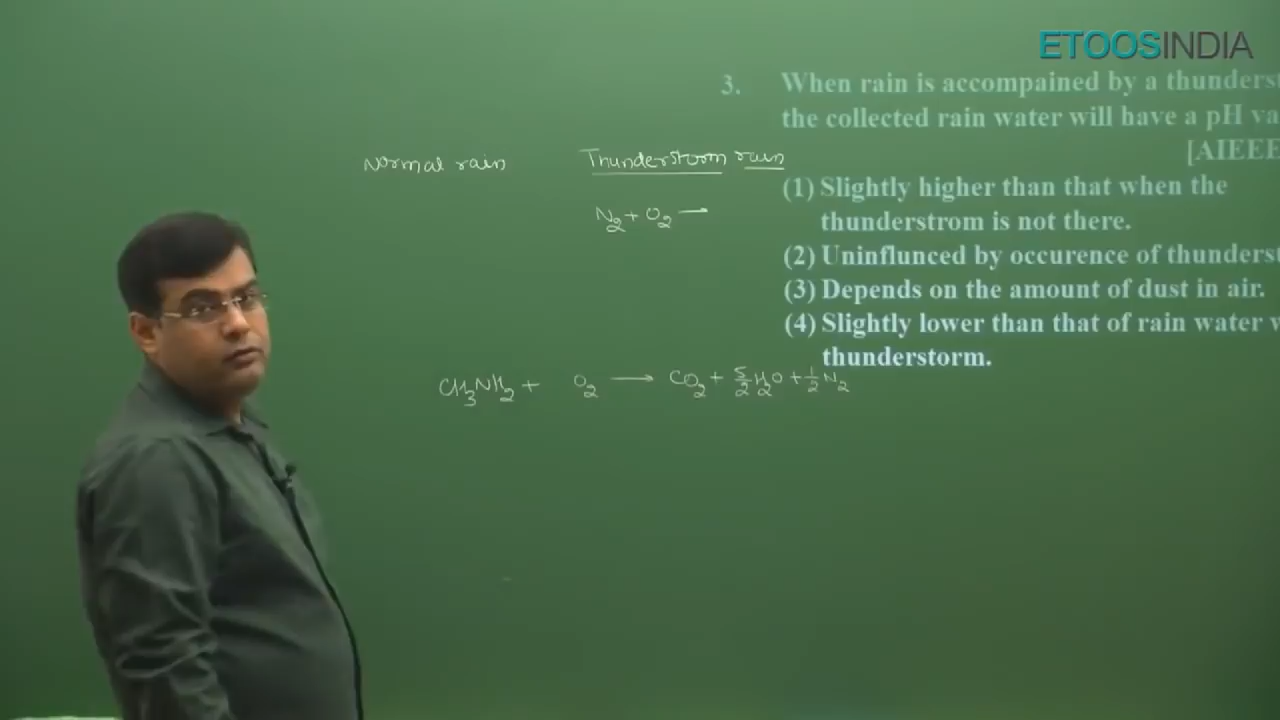 ETOOSINDIA
3. When rain is accompained by a thunderst
the collected rain water will have a pH va
[AIEEE
(1) Slightly higher than that when the
thunderstrom is not there.
(2) Uninflunced by occurence of thunderst
(3) Depends on the amount of dust in air.
(4) Slightly lower than that of rain water w
thunderstorm.
Normal rain Thunderstorm rain
N₂ + O₂ —
CH₃NH₂ + O₂ ⟶ CO₂ + 5/2 H₂O + 1/2 N₂